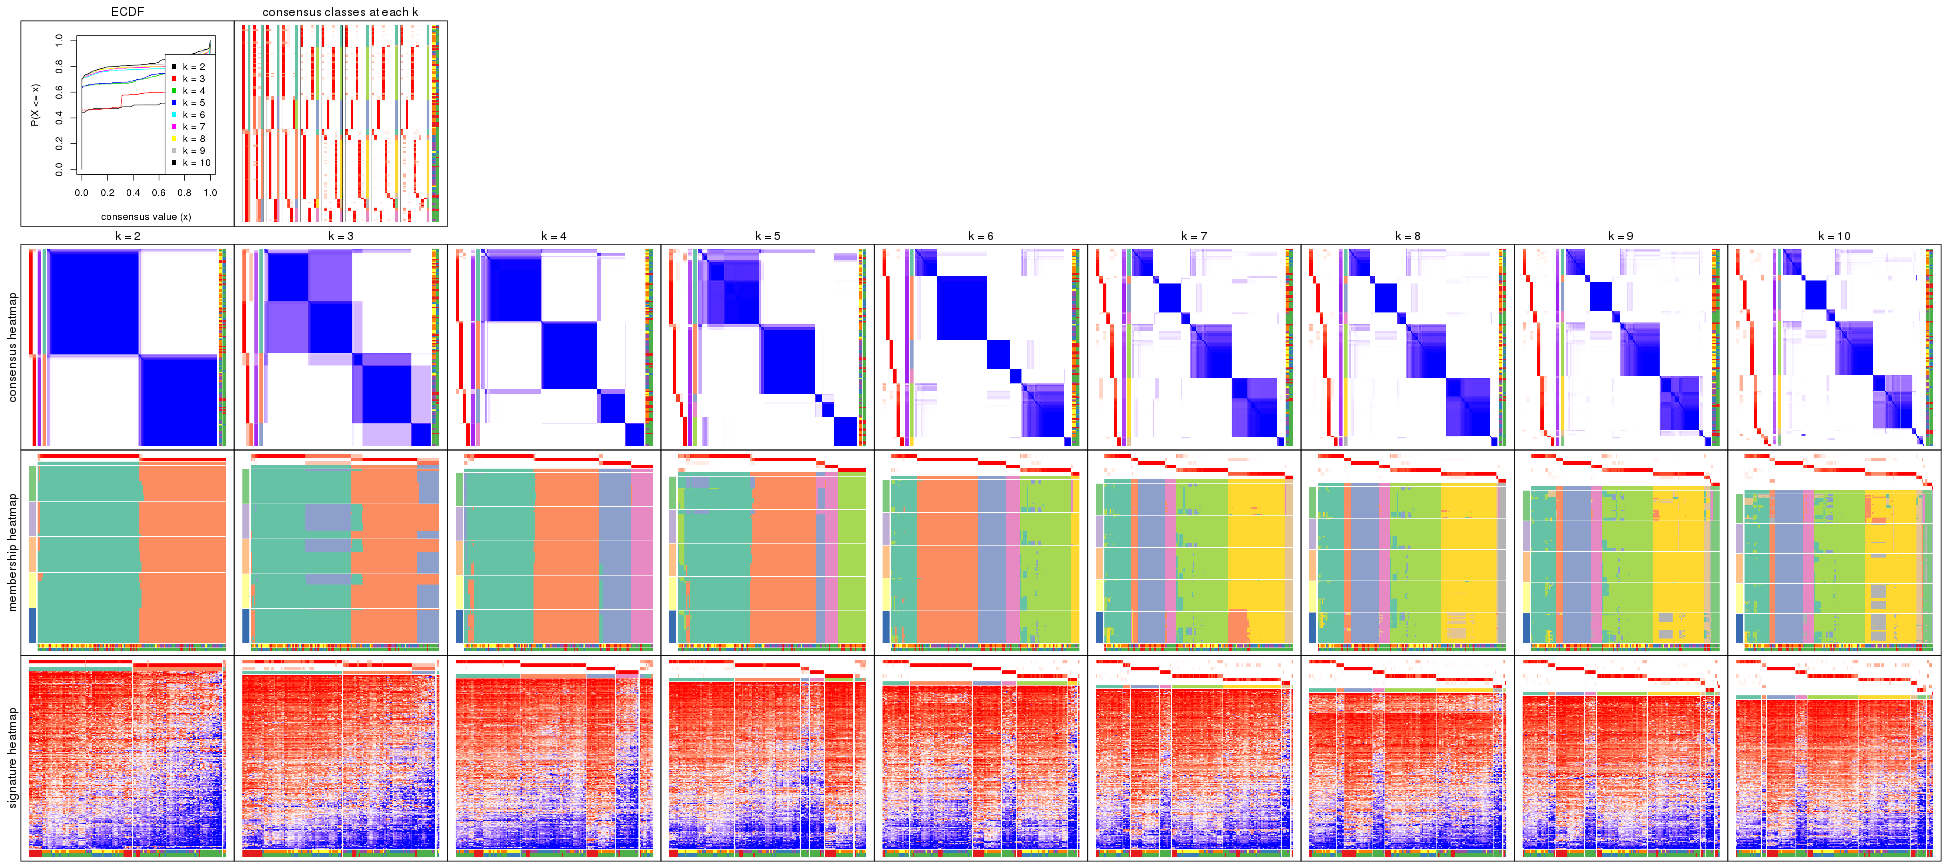 ECDF
consensus classes at each k
P(X <= x)
0.0
0.2
0.4
0.6
0.8
1.0
k = 2
k = 3
k = 4
k = 5
k = 6
k = 7
k = 8
k = 9
k = 10
0.0 0.2 0.4 0.6 0.8 1.0
consensus value (x)
k = 2 k = 3 k = 4 k = 5 k = 6 k = 7 k = 8 k = 9 k = 10
consensus heatmap
membership heatmap
signature heatmap